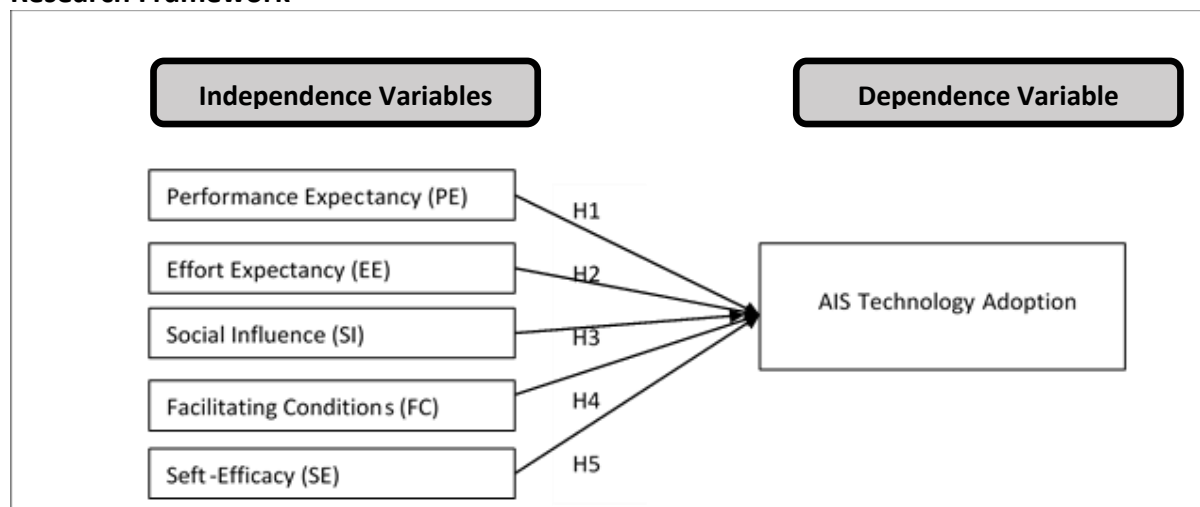 Research Framework
Independence Variables
Dependence Variable
Performance Expectancy (PE)
H1
Effort Expectancy (EE)
H2
AIS Technology Adoption
Social Influence (SI)
H3
Facilitating Conditions (FC)
H4
Seft-Efficacy (SE)
H5